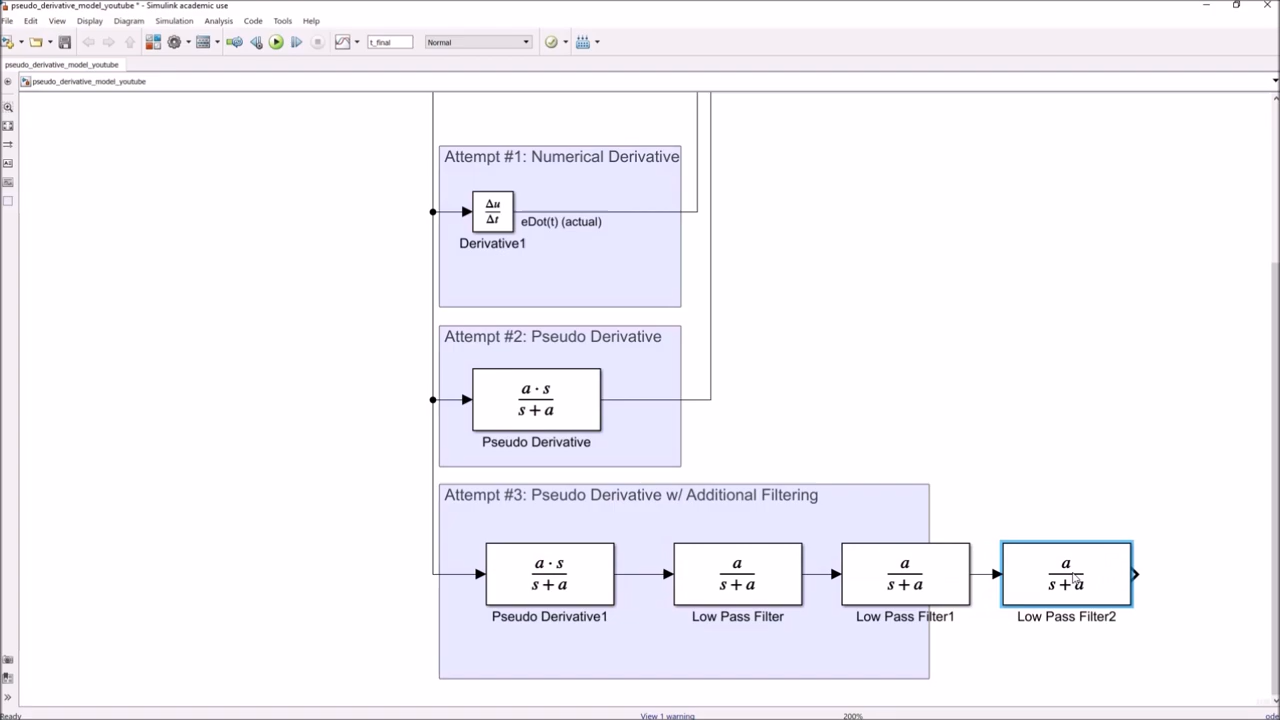 pseudo_derivative_model_youtube * - Simulink academic use
File Edit View Display Diagram Simulation Analysis Code Tools Help
t_final Normal
pseudo_derivative_model_youtube
pseudo_derivative_model_youtube
Attempt #1: Numerical Derivative
Δu
Δt
eDot(t) (actual)
Derivative1
Attempt #2: Pseudo Derivative
a · s
s + a
Pseudo Derivative
Attempt #3: Pseudo Derivative w/ Additional Filtering
a · s a a a
s + a s + a s + a s + a
Pseudo Derivative1 Low Pass Filter Low Pass Filter1 Low Pass Filter2
Ready View 1 warning 200%